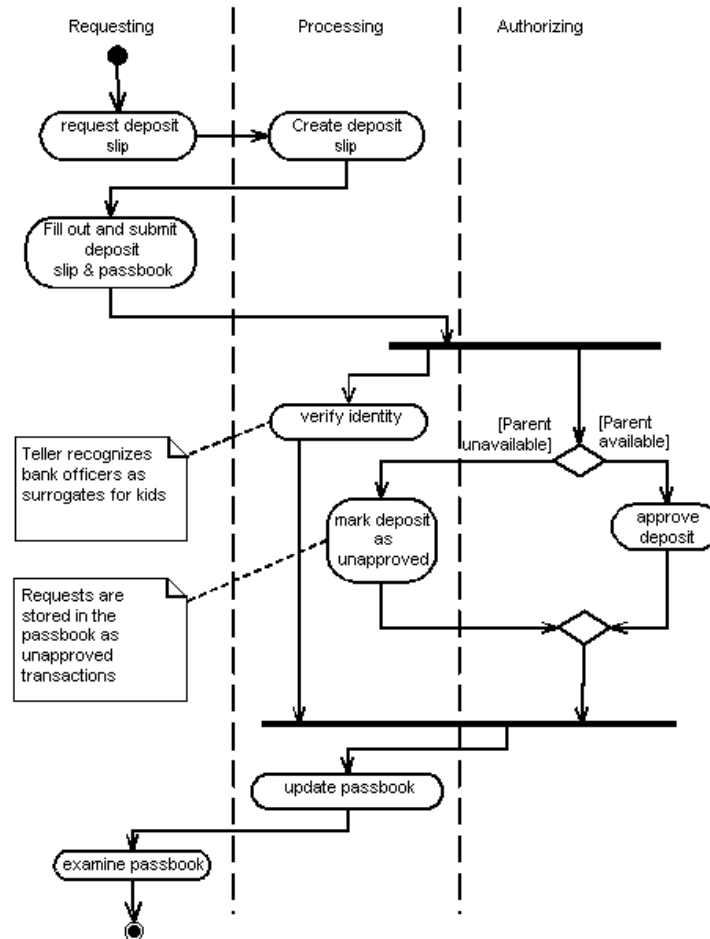 Requesting
Processing
Authorizing
request deposit
slip
Create deposit
slip
Fill out and submit
deposit
slip & passbook
verify identity
[Parent
unavailable]
[Parent
available]
Teller recognizes
bank officers as
surrogates for kids
mark deposit
as
unapproved
approve
deposit
Requests are
stored in the
passbook as
unapproved
transactions
update passbook
examine passbook